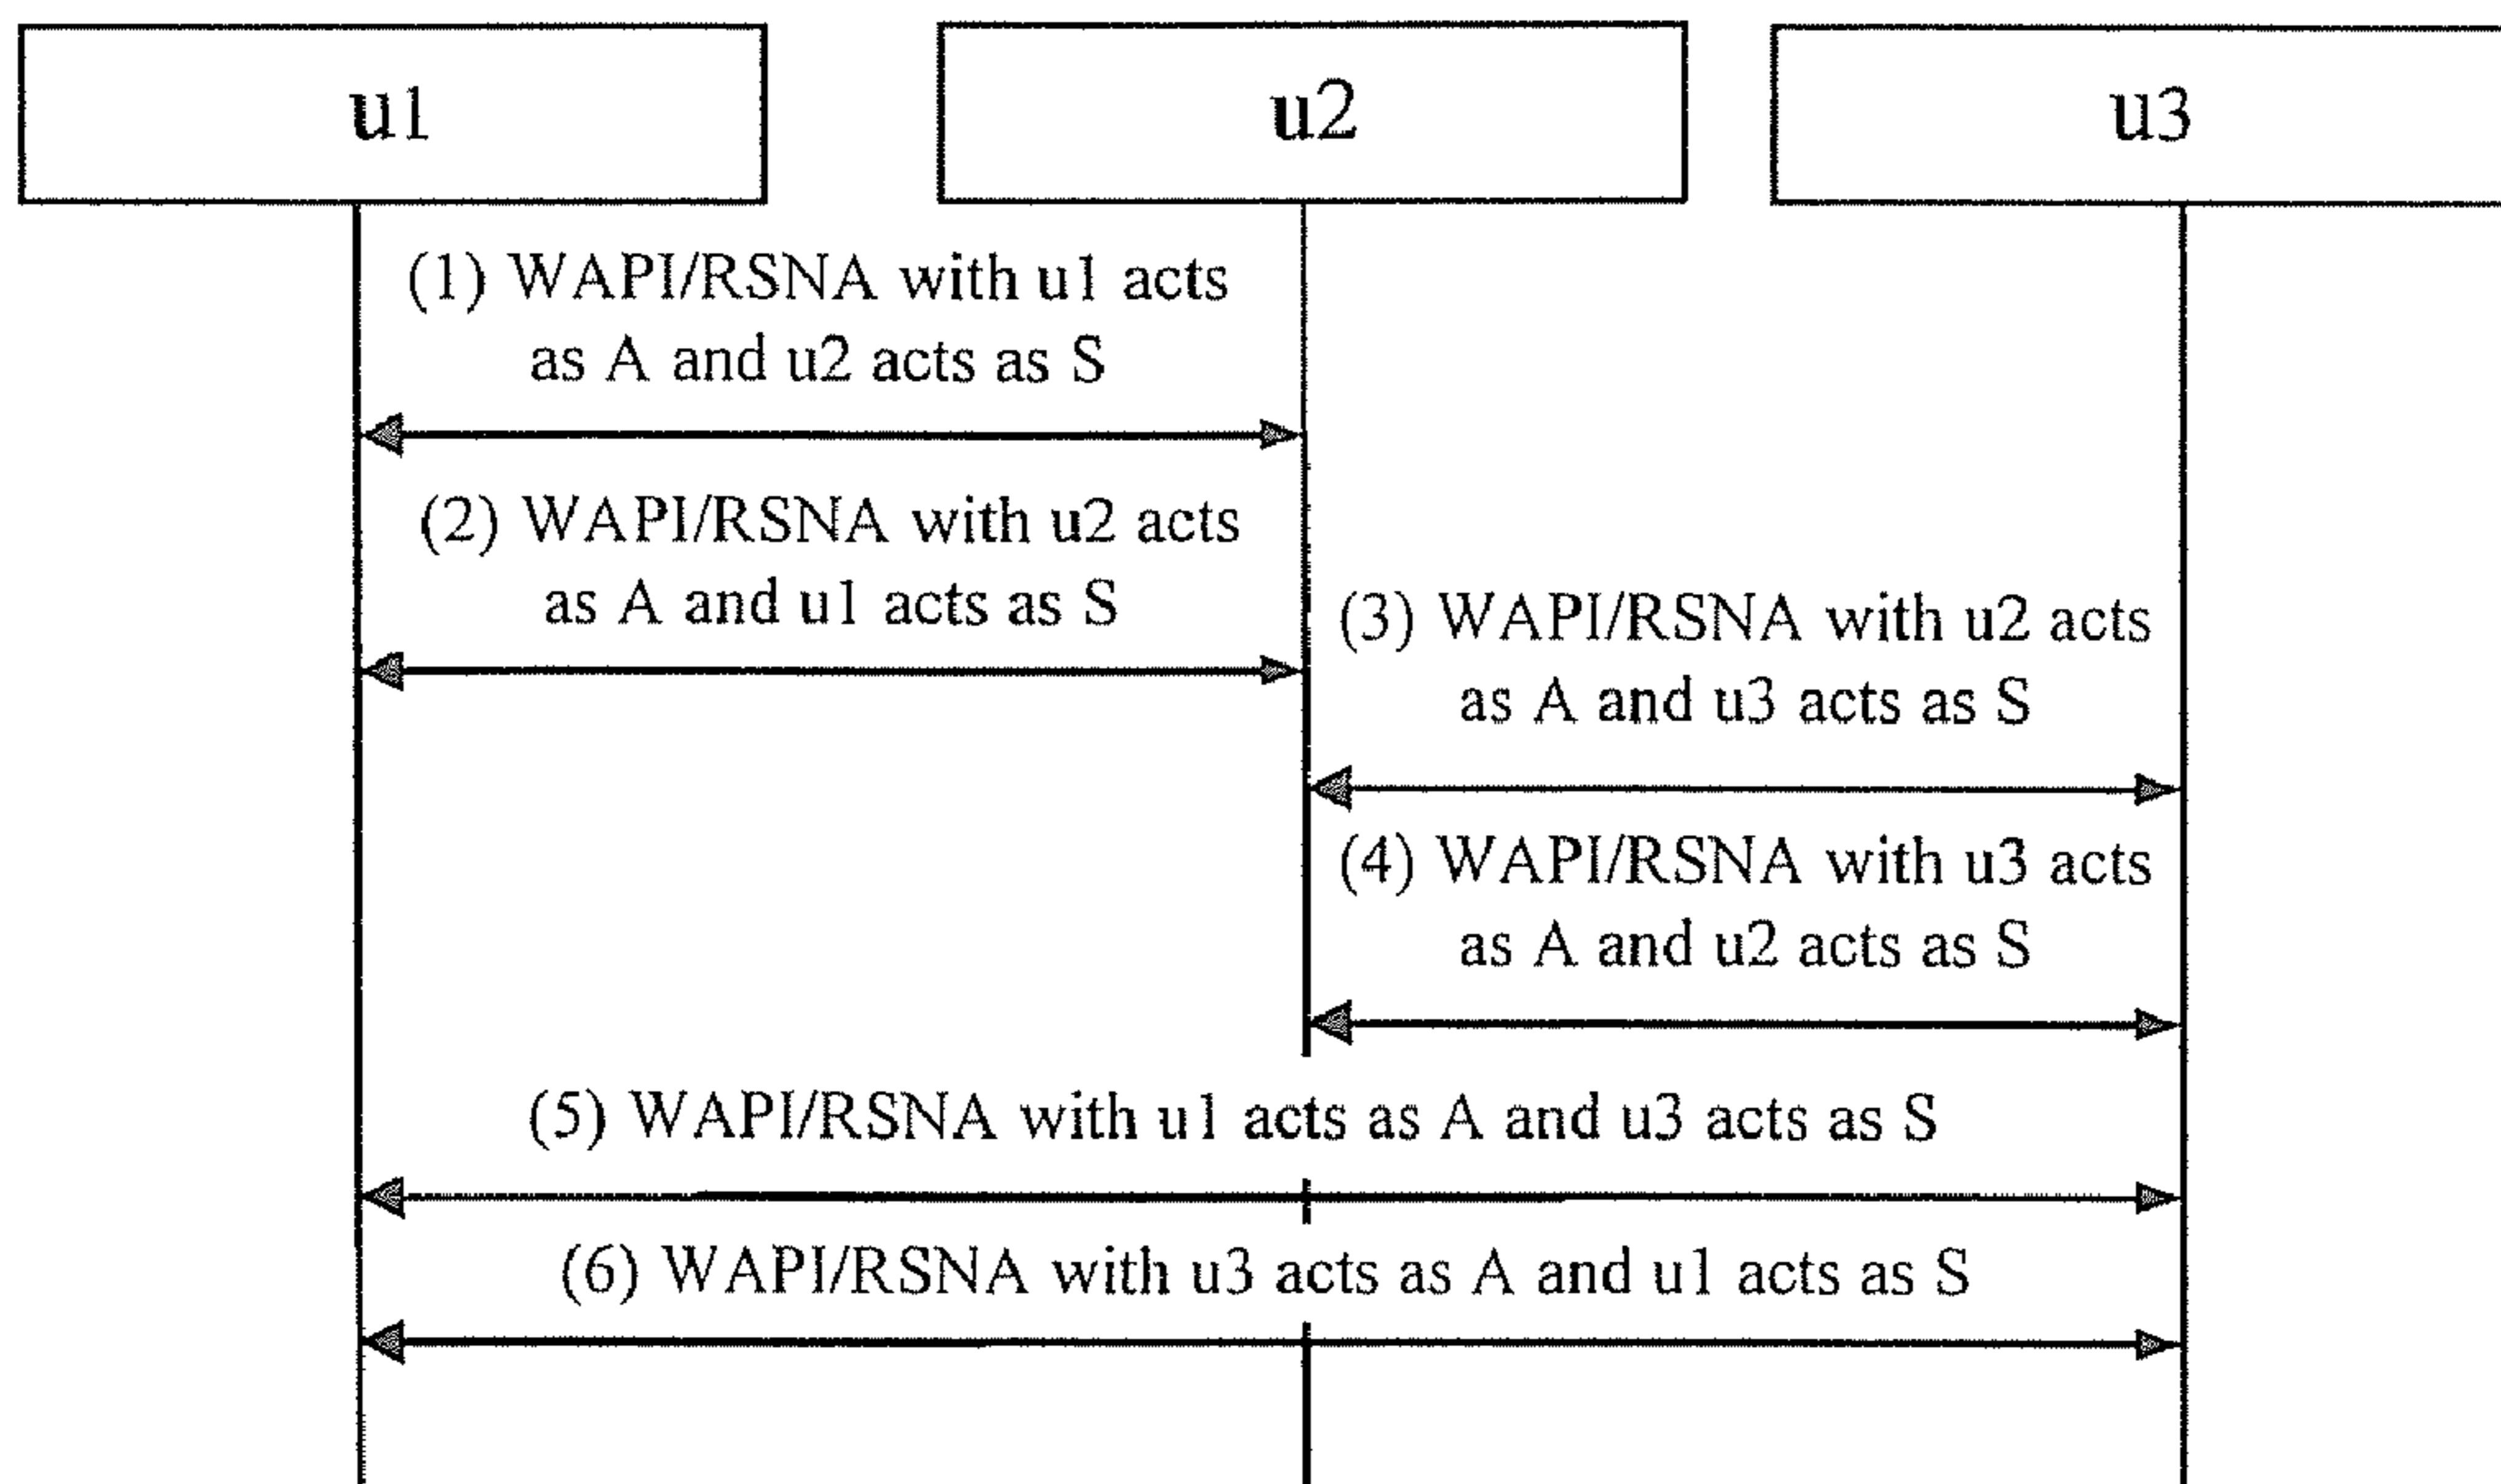 u1
u2
u3
(1) WAPI/RSNA with u1 acts
as A and u2 acts as S
(2) WAPI/RSNA with u2 acts
as A and u1 acts as S
(3) WAPI/RSNA with u2 acts
as A and u3 acts as S
(4) WAPI/RSNA with u3 acts
as A and u2 acts as S
(5) WAPI/RSNA with u1 acts as A and u3 acts as S
(6) WAPI/RSNA with u3 acts as A and u1 acts as S